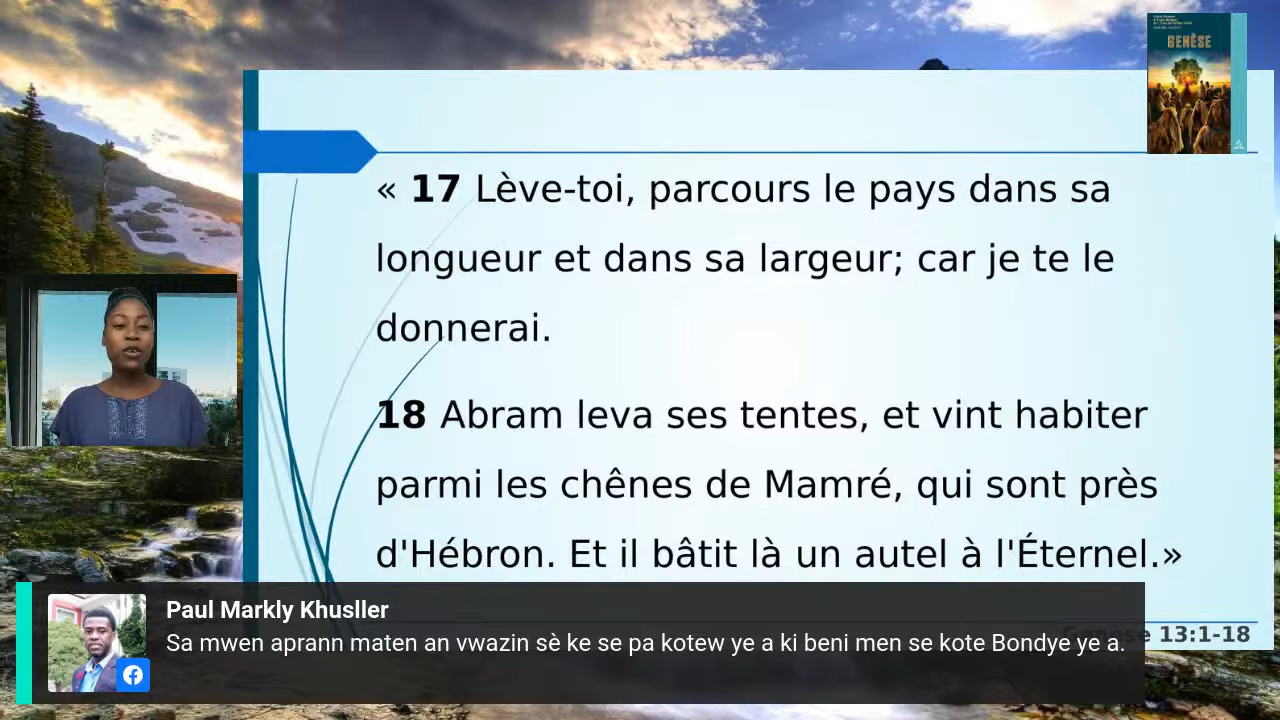 GENÈSE
« 17 Lève-toi, parcours le pays dans sa
longueur et dans sa largeur; car je te le
donnerai.
18 Abram leva ses tentes, et vint habiter
parmi les chênes de Mamré, qui sont près
d'Hébron. Et il bâtit là un autel à l'Éternel.»
Genèse 13:1-18
Paul Markly Khusller
Sa mwen aprann maten an vwazin sè ke se pa kotew ye a ki beni men se kote Bondye ye a.